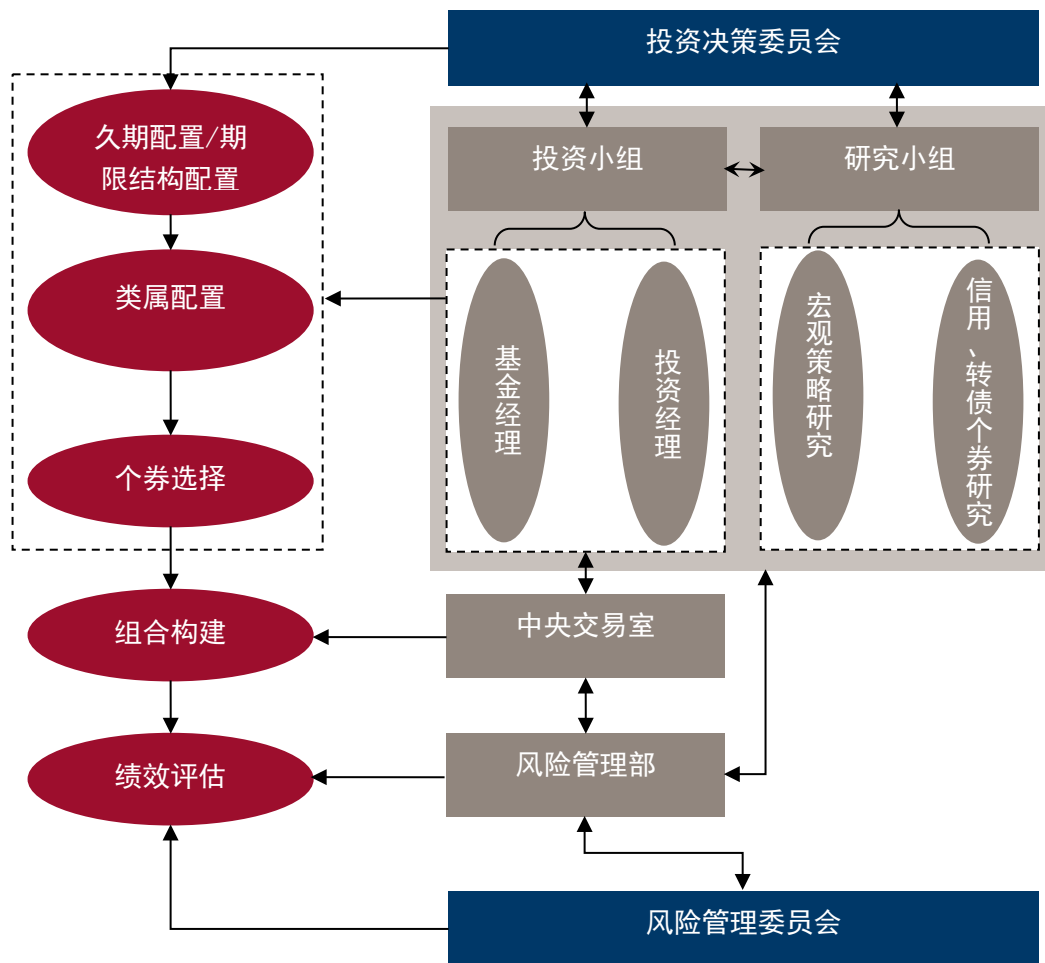 投资决策委员会
久期配置/期
限结构配置
投资小组
研究小组
类属配置
基金经理
投资经理
宏观策略研究
信用、转债个券研究
个券选择
组合构建
中央交易室
绩效评估
风险管理部
风险管理委员会